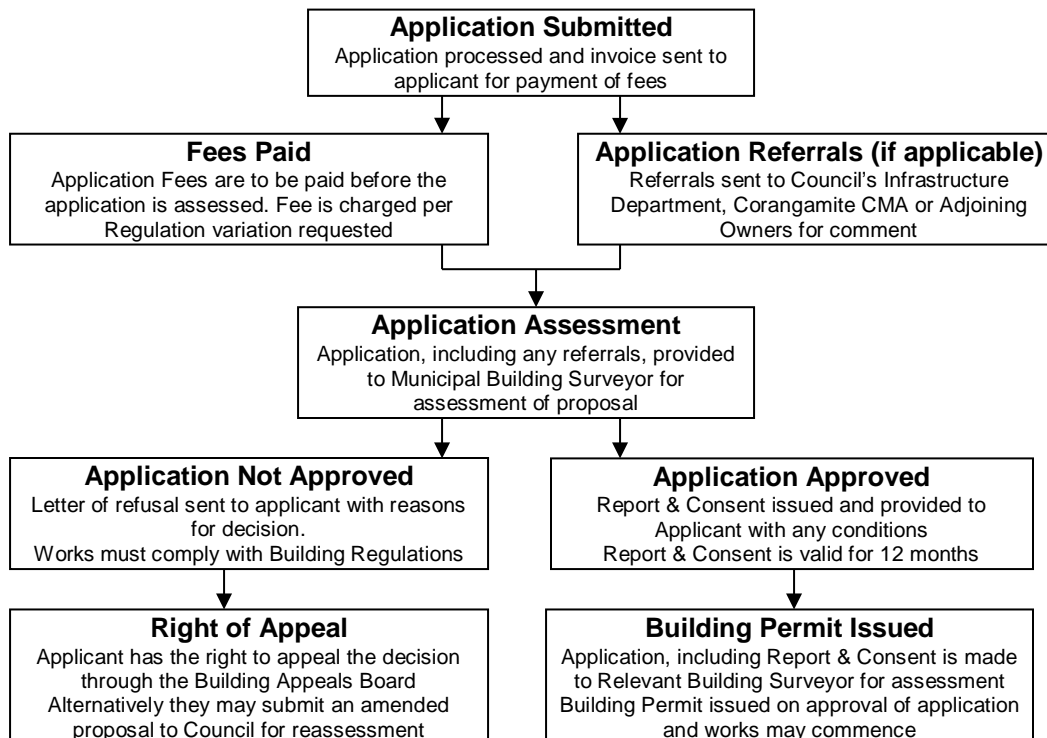 Application Submitted
Application processed and invoice sent to
applicant for payment of fees
Fees Paid
Application Fees are to be paid before the
application is assessed. Fee is charged per
Regulation variation requested
Application Referrals (if applicable)
Referrals sent to Council's Infrastructure
Department, Corangamite CMA or Adjoining
Owners for comment
Application Assessment
Application, including any referrals, provided
to Municipal Building Surveyor for
assessment of proposal
Application Not Approved
Letter of refusal sent to applicant with reasons
for decision.
Works must comply with Building Regulations
Application Approved
Report & Consent issued and provided to
Applicant with any conditions
Report & Consent is valid for 12 months
Right of Appeal
Applicant has the right to appeal the decision
through the Building Appeals Board
Alternatively they may submit an amended
proposal to Council for reassessment
Building Permit Issued
Application, including Report & Consent is made
to Relevant Building Surveyor for assessment
Building Permit issued on approval of application
and works may commence